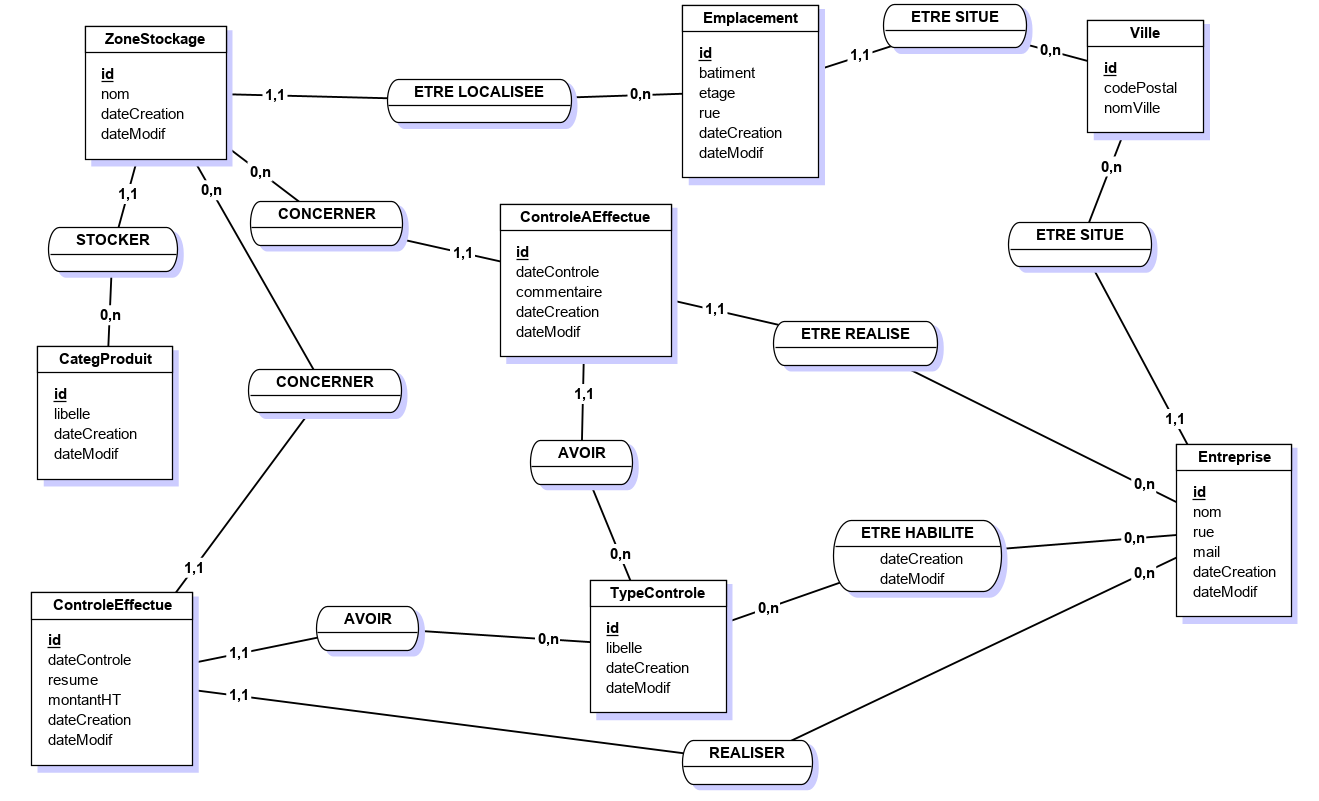 ZoneStockage
id
nom
dateCreation
dateModif
1,1
ETRE LOCALISEE
0,n
Emplacement
id
batiment
etage
rue
dateCreation
dateModif
1,1
ETRE SITUE
0,n
Ville
id
codePostal
nomVille
0,n
ETRE SITUE
1,1
1,1
STOCKER
0,n
CategProduit
id
libelle
dateCreation
dateModif
0,n
CONCERNER
1,1
0,n
CONCERNER
1,1
ControleAEffectue
id
dateControle
commentaire
dateCreation
dateModif
1,1
ETRE REALISE
0,n
1,1
AVOIR
0,n
Entreprise
id
nom
rue
mail
dateCreation
dateModif
ETRE HABILITE
dateCreation
dateModif
0,n
0,n
TypeControle
id
libelle
dateCreation
dateModif
ControleEffectue
id
dateControle
resume
montantHT
dateCreation
dateModif
1,1
AVOIR
0,n
1,1
REALISER
0,n